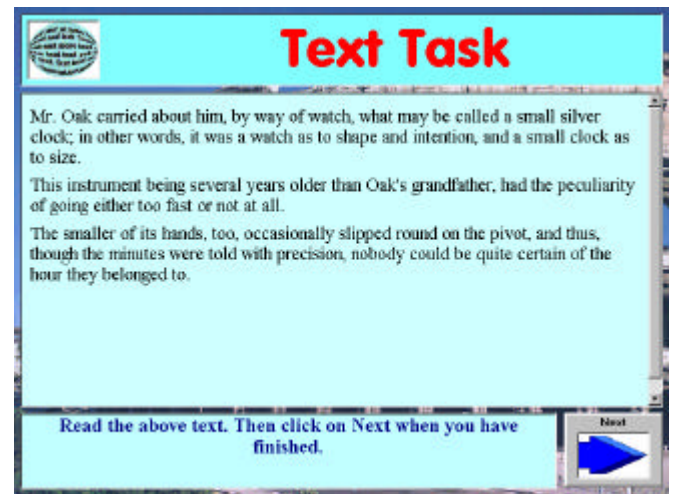 Text Task
Mr. Oak carried about him, by way of watch, what may be called a small silver
clock; in other words, it was a watch as to shape and intention, and a small clock as
to size.
This instrument being several years older than Oak's grandfather, had the peculiarity
of going either too fast or not at all.
The smaller of its hands, too, occasionally slipped round on the pivot, and thus,
though the minutes were told with precision, nobody could be quite certain of the
hour they belonged to.
Read the above text. Then click on Next when you have
finished.
Next